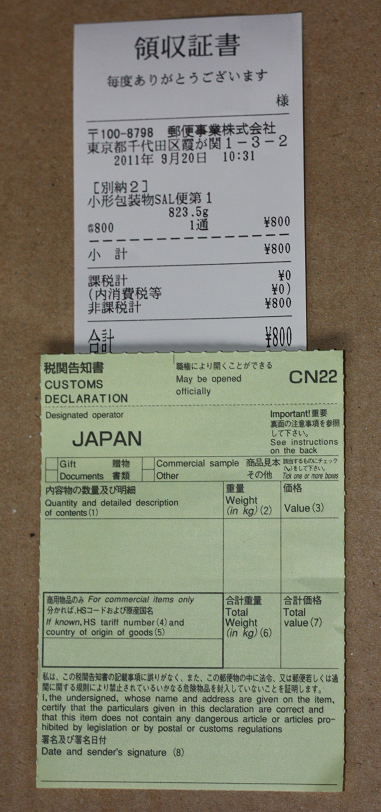 領収証書
毎度ありがとうございます
様
〒100-8798 郵便事業株式会社
東京都千代田区霞が関1-3-2
2011年 9月20日 10:31
[別納2]
小形包装物SAL便第1
823.5g
@800 1通 ¥800
小 計 ¥800
課税計 ¥0
(内消費税等 ¥0)
非課税計 ¥800
合計 ¥800
税関告知書
CUSTOMS
DECLARATION
職権により開くことができる
May be opened
officially
CN22
Designated operator
JAPAN
Important!重要
裏面の注意事項を参照
して下さい。
See instructions
on the back
Gift 贈物
Documents 書類
Commercial sample 商品見本
Other その他
該当するものにチェック
(✓)をして下さい。
Tick one or more boxes
内容物の数量及び明細
Quantity and detailed description
of contents(1)
重量
Weight
(in kg)(2)
価格
Value(3)
商用物品のみ For commercial items only
分かれば、HSコードおよび原産国名
If known, HS tariff number(4) and
country of origin of goods(5)
合計重量
Total
Weight
(in kg)(6)
合計価格
Total
value(7)
私は、この税関告知書の記載事項に誤りがなく、また、この郵便物の中に法令、又は郵便若しくは通
関に関する規則により禁止されているいかなる危険物品を封入していないことを証明します。
I, the undersigned, whose name and address are given on the item,
certify that the particulars given in this declaration are correct and
that this item does not contain any dangerous article or articles pro-
hibited by legislation or by postal or customs regulations
署名及び署名日付
Date and sender's signature (8)